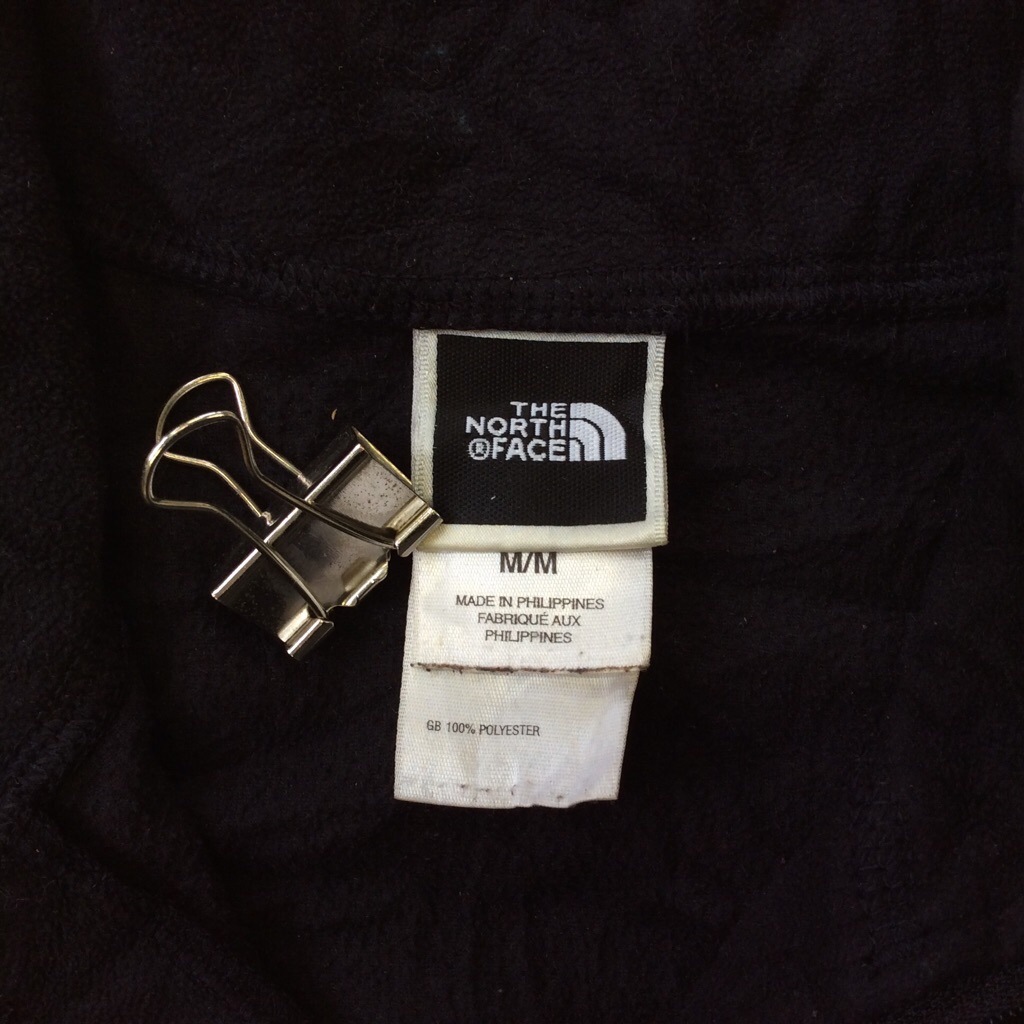 THE
NORTH
®FACE
M/M
MADE IN PHILIPPINES
FABRIQUÉ AUX
PHILIPPINES
GB 100% POLYESTER